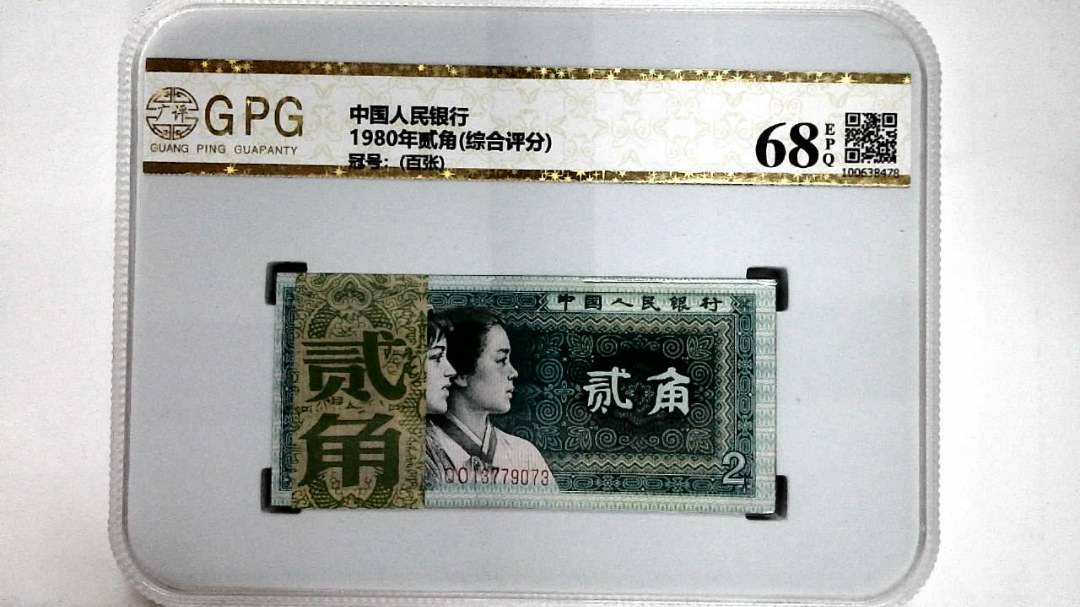 广评
GPG
GUANG PING GUAPANTY
中国人民银行
1980年贰角(综合评分)
冠号：(百张)
68
EPQ
100638478
中国人民银行
贰角
贰角
QO13779073
2